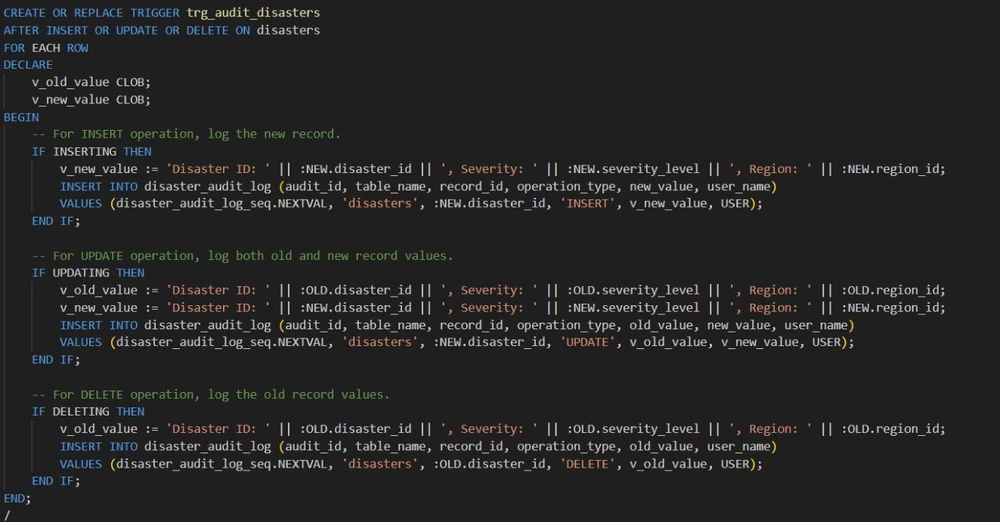 CREATE OR REPLACE TRIGGER trg_audit_disasters
AFTER INSERT OR UPDATE OR DELETE ON disasters
FOR EACH ROW
DECLARE
    v_old_value CLOB;
    v_new_value CLOB;
BEGIN
    -- For INSERT operation, log the new record.
    IF INSERTING THEN
        v_new_value := 'Disaster ID: ' || :NEW.disaster_id || ', Severity: ' || :NEW.severity_level || ', Region: ' || :NEW.region_id;
        INSERT INTO disaster_audit_log (audit_id, table_name, record_id, operation_type, new_value, user_name)
        VALUES (disaster_audit_log_seq.NEXTVAL, 'disasters', :NEW.disaster_id, 'INSERT', v_new_value, USER);
    END IF;

    -- For UPDATE operation, log both old and new record values.
    IF UPDATING THEN
        v_old_value := 'Disaster ID: ' || :OLD.disaster_id || ', Severity: ' || :OLD.severity_level || ', Region: ' || :OLD.region_id;
        v_new_value := 'Disaster ID: ' || :NEW.disaster_id || ', Severity: ' || :NEW.severity_level || ', Region: ' || :NEW.region_id;
        INSERT INTO disaster_audit_log (audit_id, table_name, record_id, operation_type, old_value, new_value, user_name)
        VALUES (disaster_audit_log_seq.NEXTVAL, 'disasters', :NEW.disaster_id, 'UPDATE', v_old_value, v_new_value, USER);
    END IF;

    -- For DELETE operation, log the old record values.
    IF DELETING THEN
        v_old_value := 'Disaster ID: ' || :OLD.disaster_id || ', Severity: ' || :OLD.severity_level || ', Region: ' || :OLD.region_id;
        INSERT INTO disaster_audit_log (audit_id, table_name, record_id, operation_type, old_value, user_name)
        VALUES (disaster_audit_log_seq.NEXTVAL, 'disasters', :OLD.disaster_id, 'DELETE', v_old_value, USER);
    END IF;
END;
/